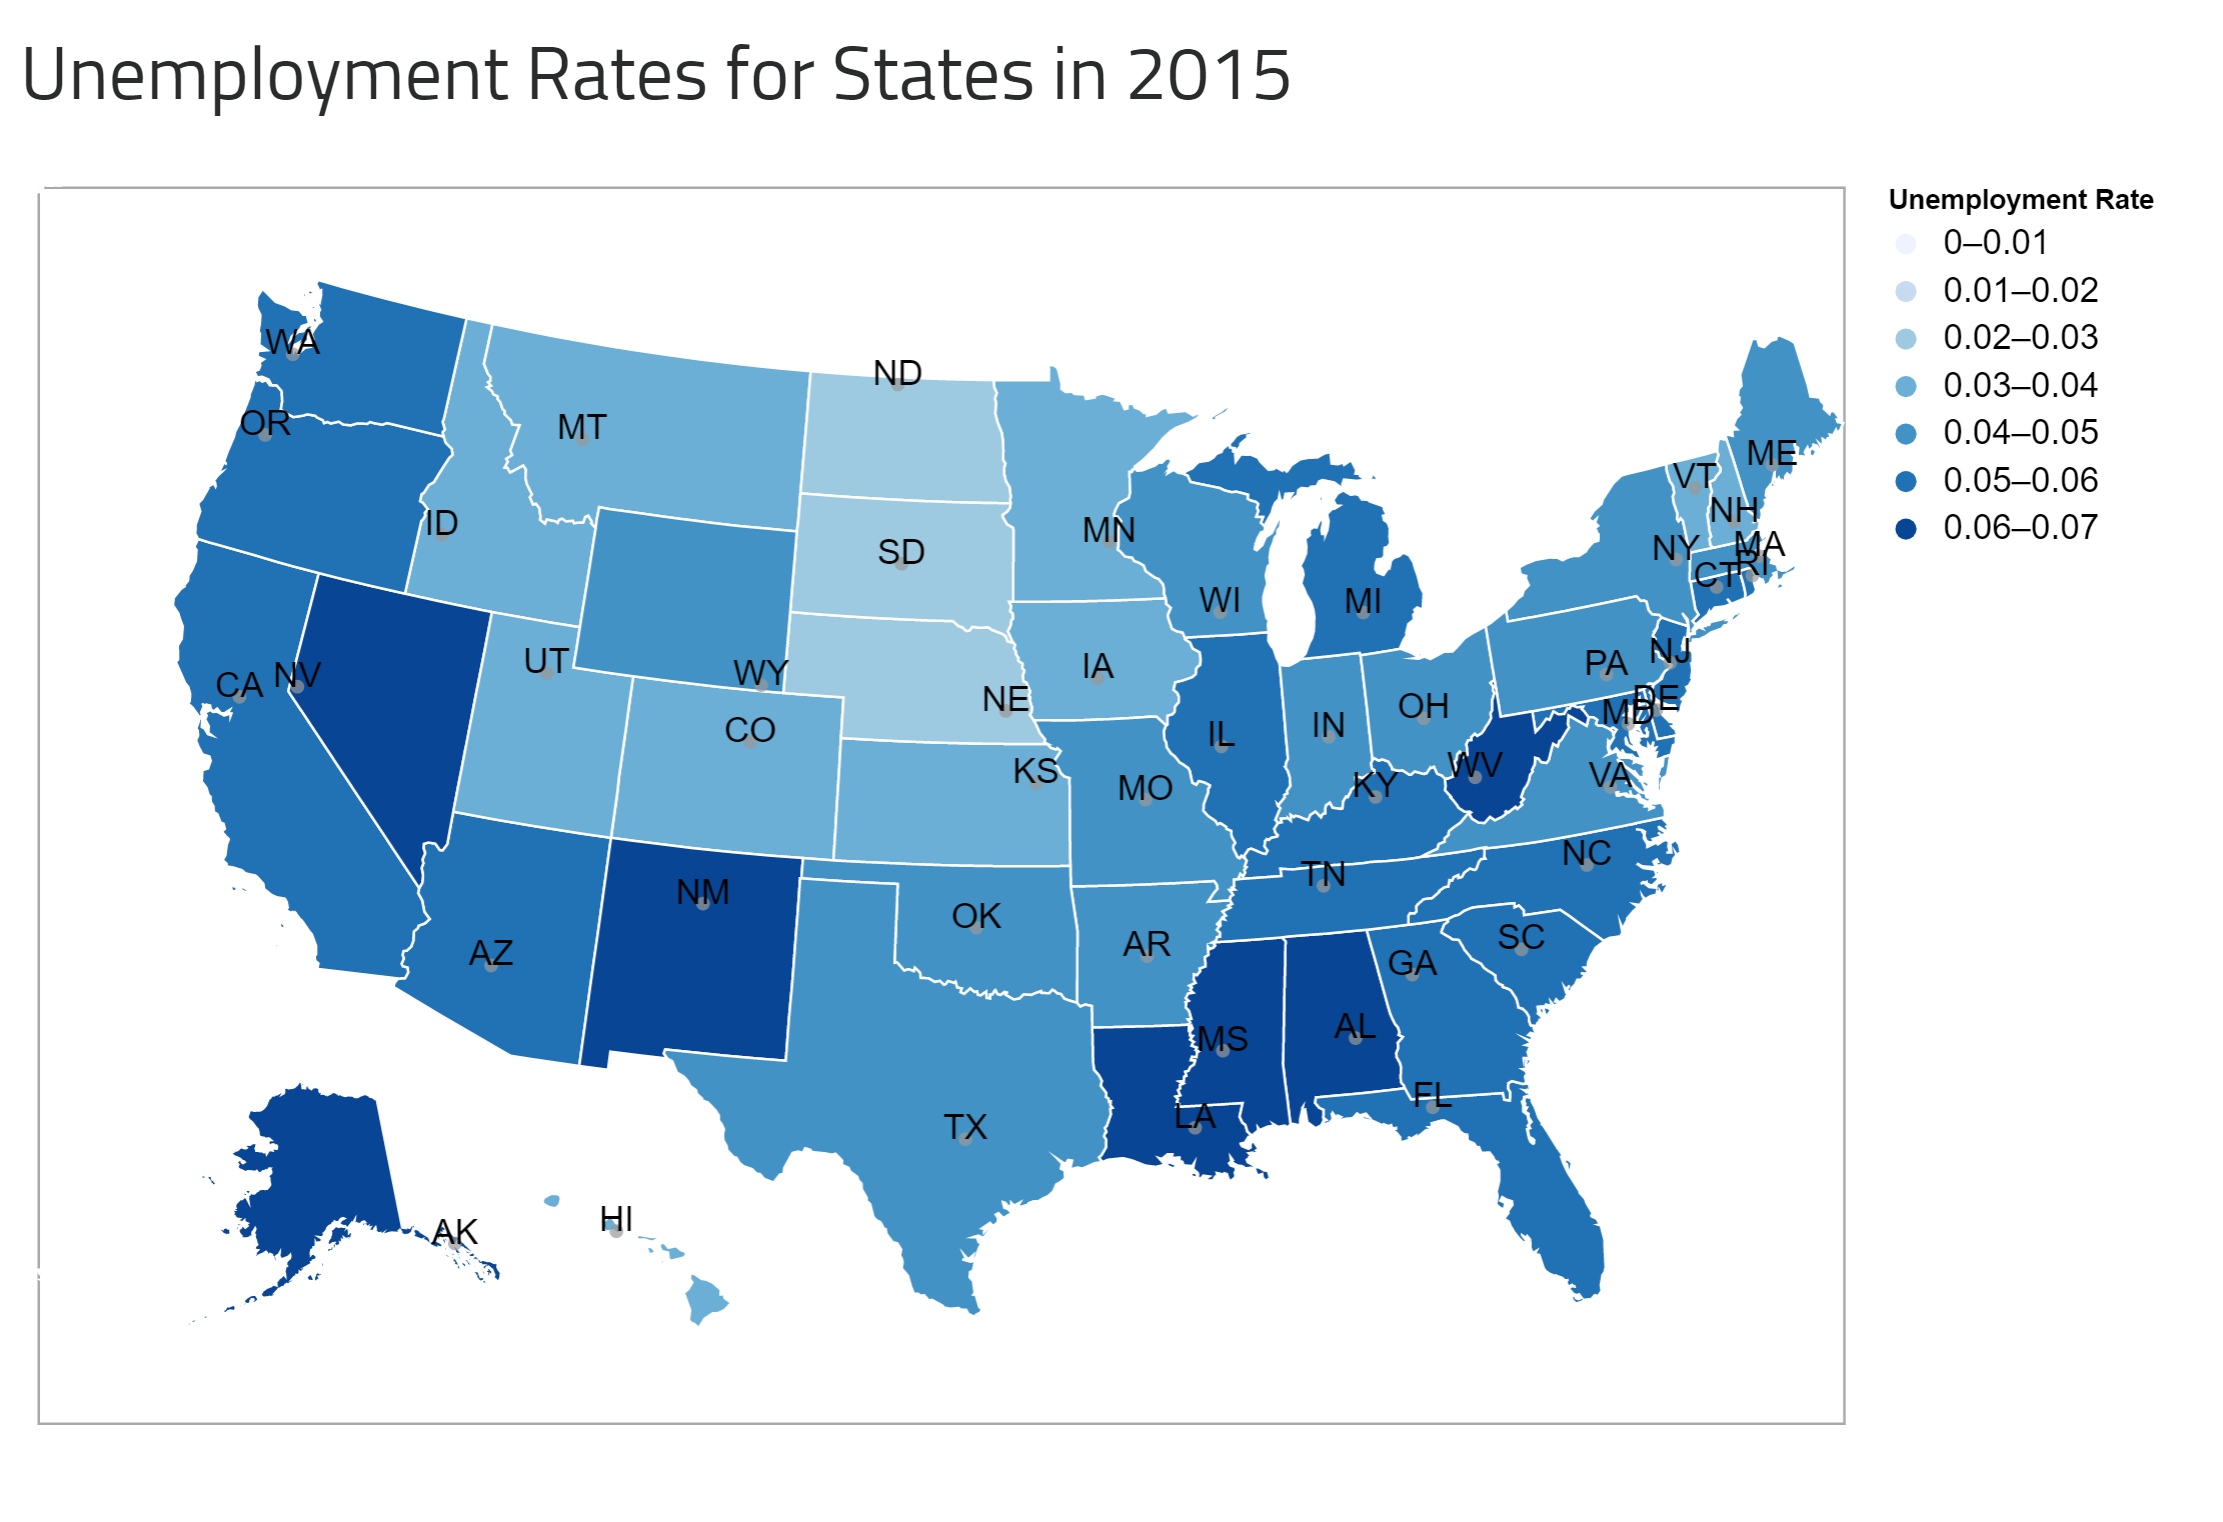 Unemployment Rates for States in 2015
Unemployment Rate
0–0.01
0.01–0.02
0.02–0.03
0.03–0.04
0.04–0.05
0.05–0.06
0.06–0.07
WA
ND
OR
MT
ME
VT
ID
NH
MN
SD
MA
NY
RI
CT
WI
MI
NJ
UT
PA
IA
WY
NV
CA
NE
DE
OH
MD
IN
CO
IL
WV
KS
VA
KY
MO
NC
TN
NM
OK
SC
AR
AZ
GA
AL
MS
FL
LA
TX
HI
AK